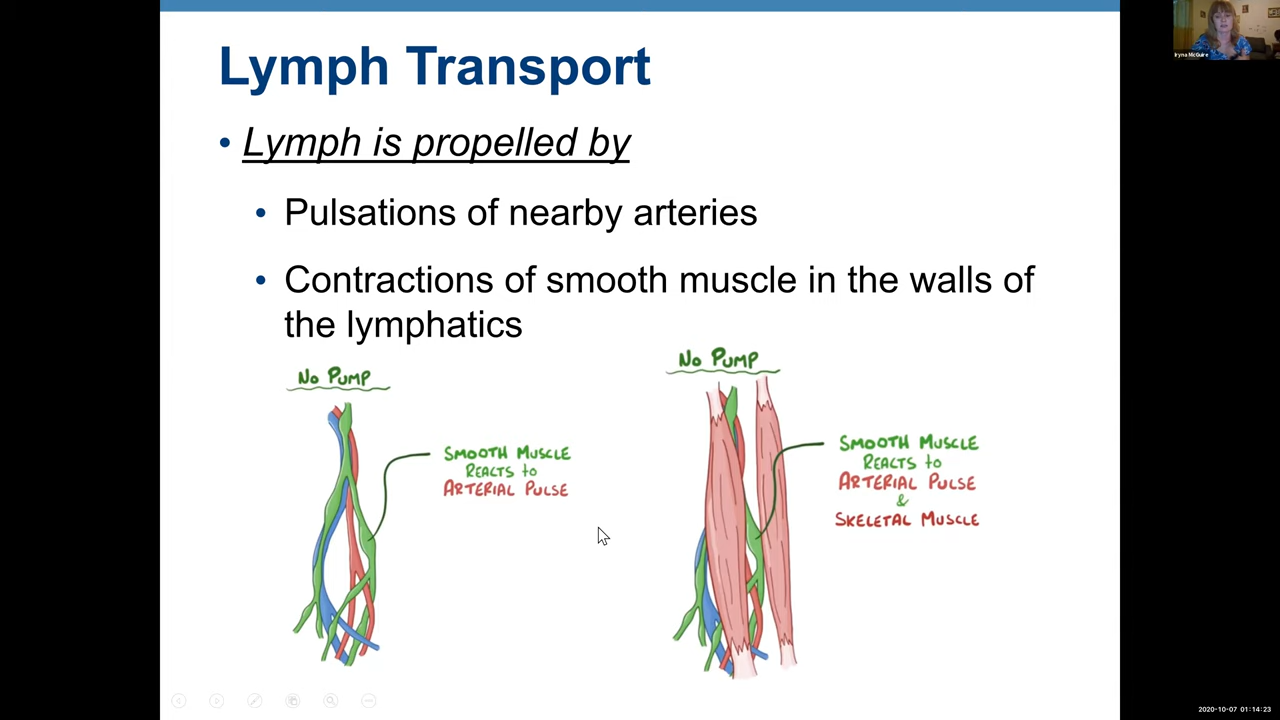 Lymph Transport
• Lymph is propelled by
• Pulsations of nearby arteries
• Contractions of smooth muscle in the walls of
the lymphatics
No Pump
Smooth Muscle
Reacts to
Arterial Pulse
No Pump
Smooth Muscle
Reacts to
Arterial Pulse
&
Skeletal Muscle
Iryna McGuire
2020-10-07 01:14:23